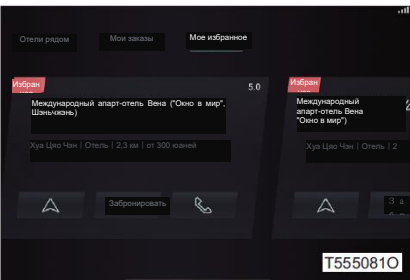 Отели рядом
Мои заказы
Мое избранное
Избран
5.0
Международный апарт-отель Вена ("Окно в мир",
Шэньчжэнь)
Хуа Цяо Чэн | Отель | 2,3 км | от 300 юаней
Забронировать
Избран
Международный
апарт-отель Вена
"Окно в мир")
Хуа Цяо Чэн | Отель | 2
За
T555081O